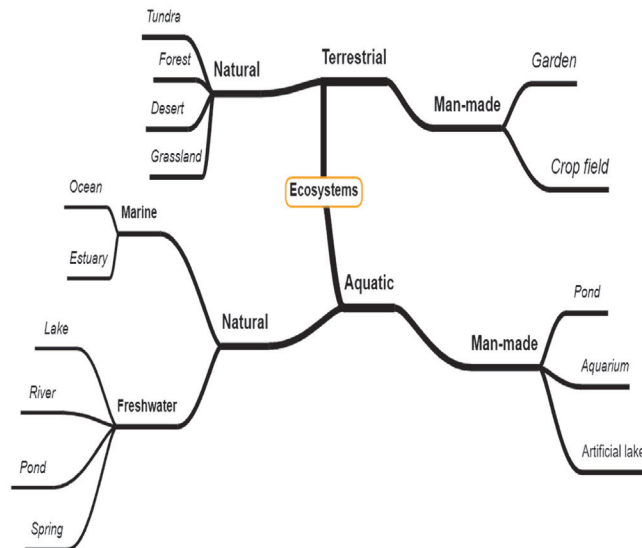 Tundra
Forest
Natural
Terrestrial
Desert
Grassland
Garden
Man-made
Crop field
Ecosystems
Ocean
Marine
Estuary
Aquatic
Natural
Lake
River
Freshwater
Pond
Spring
Man-made
Pond
Aquarium
Artificial lake